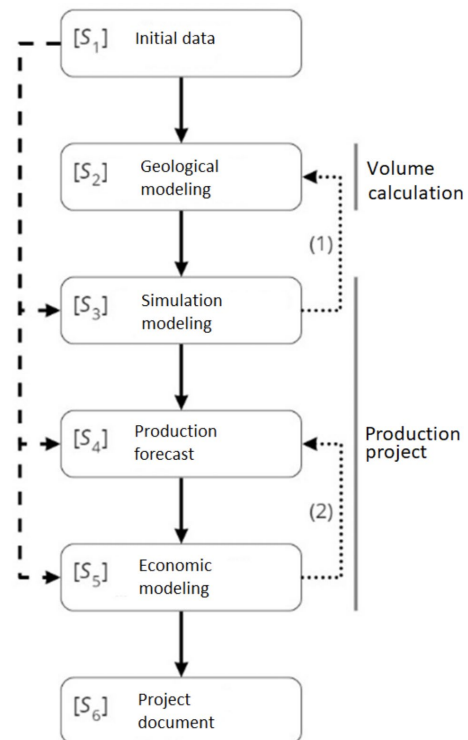 [S1] Initial data
[S2] Geological
modeling
Volume
calculation
(1)
[S3] Simulation
modeling
[S4] Production
forecast
Production
project
(2)
[S5] Economic
modeling
[S6] Project
document